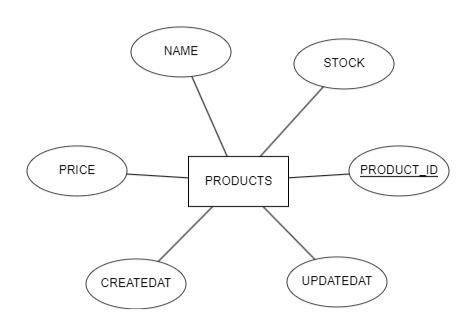 NAME
STOCK
PRICE
PRODUCTS
PRODUCT_ID
CREATEDAT
UPDATEDAT